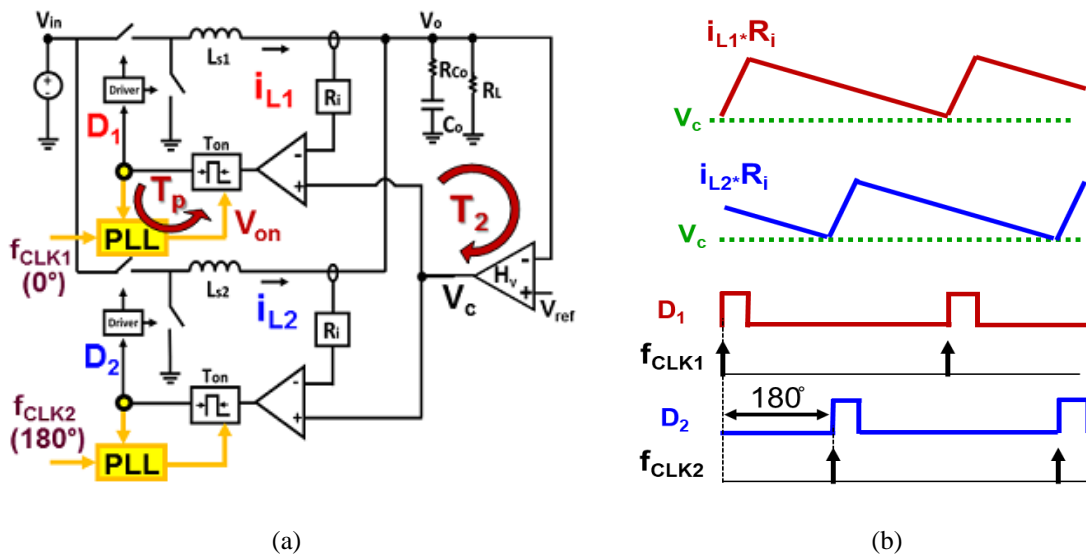 Vin
Ls1
Vo
iL1
Ri
RCo
RL
Co
Driver
D1
Ton
-
+
Tp
T2
PLL
Von
fCLK1
(0°)
Ls2
Hv
-
+
Vc
Vref
iL2
Ri
Driver
D2
Ton
-
+
fCLK2
(180°)
PLL
(a)
iL1*Ri
Vc
iL2*Ri
Vc
D1
fCLK1
180°
D2
fCLK2
(b)